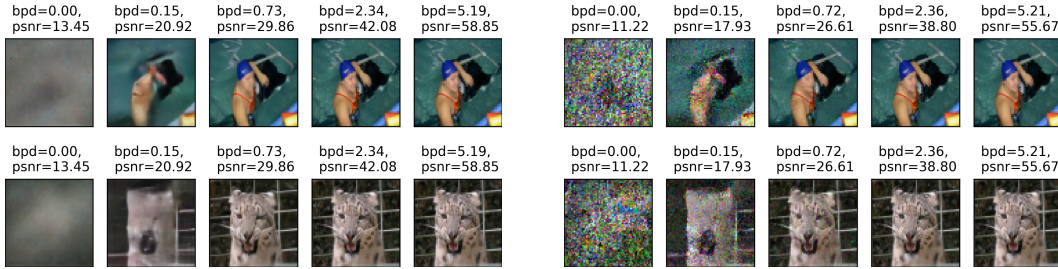 bpd=0.00, psnr=13.45
bpd=0.15, psnr=20.92
bpd=0.73, psnr=29.86
bpd=2.34, psnr=42.08
bpd=5.19, psnr=58.85
bpd=0.00, psnr=11.22
bpd=0.15, psnr=17.93
bpd=0.72, psnr=26.61
bpd=2.36, psnr=38.80
bpd=5.21, psnr=55.67
bpd=0.00, psnr=13.45
bpd=0.15, psnr=20.92
bpd=0.73, psnr=29.86
bpd=2.34, psnr=42.08
bpd=5.19, psnr=58.85
bpd=0.00, psnr=11.22
bpd=0.15, psnr=17.93
bpd=0.72, psnr=26.61
bpd=2.36, psnr=38.80
bpd=5.21, psnr=55.67